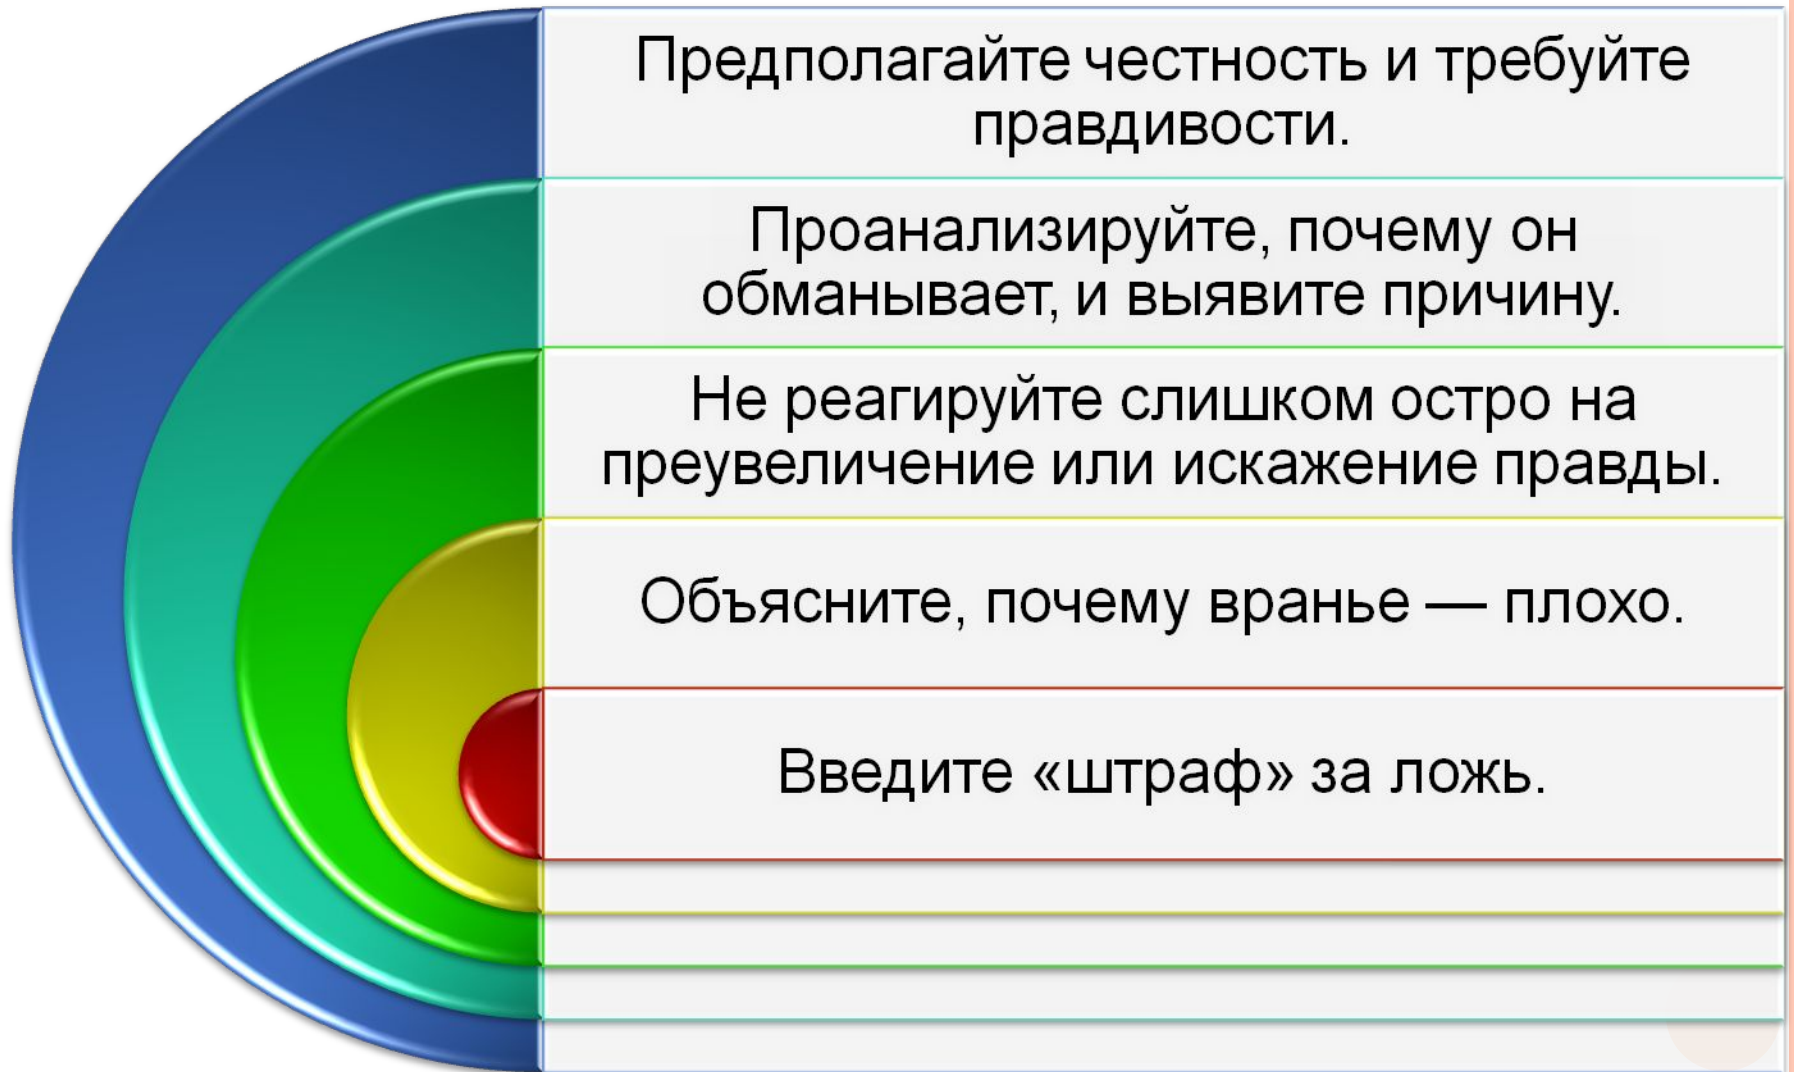 Предполагайте честность и требуйте
правдивости.
Проанализируйте, почему он
обманывает, и выявите причину.
Не реагируйте слишком остро на
преувеличение или искажение правды.
Объясните, почему вранье — плохо.
Введите «штраф» за ложь.